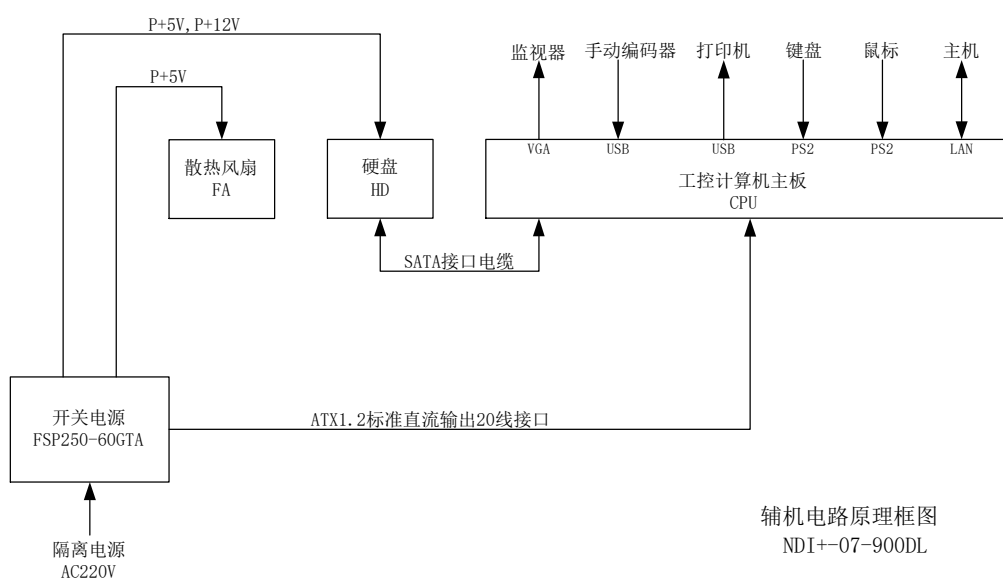 P+5V,P+12V
监视器
手动编码器
打印机
键盘
鼠标
主机
P+5V
VGA
USB
USB
PS2
PS2
LAN
散热风扇
FA
硬盘
HD
工控计算机主板
CPU
SATA接口电缆
开关电源
FSP250-60GTA
ATX1.2标准直流输出20线接口
隔离电源
AC220V
辅机电路原理框图
NDI+-07-900DL